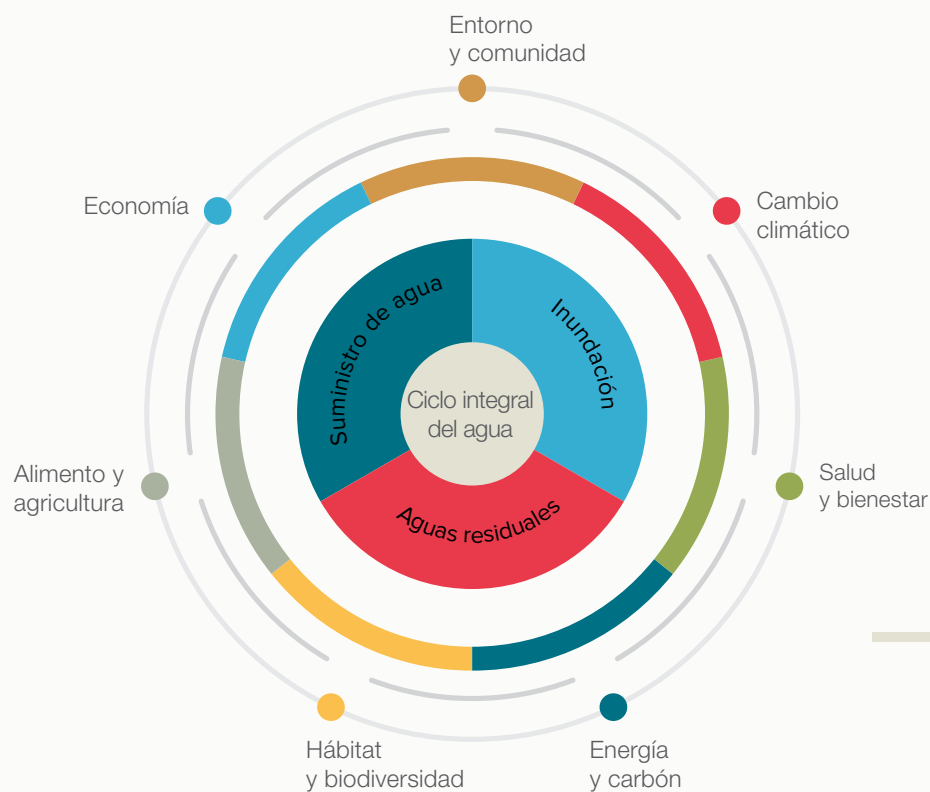 Entorno
y comunidad
Economía
Cambio
climático
Suministro de agua
Inundación
Ciclo integral
del agua
Aguas residuales
Alimento y
agricultura
Salud
y bienestar
Hábitat
y biodiversidad
Energía
y carbón